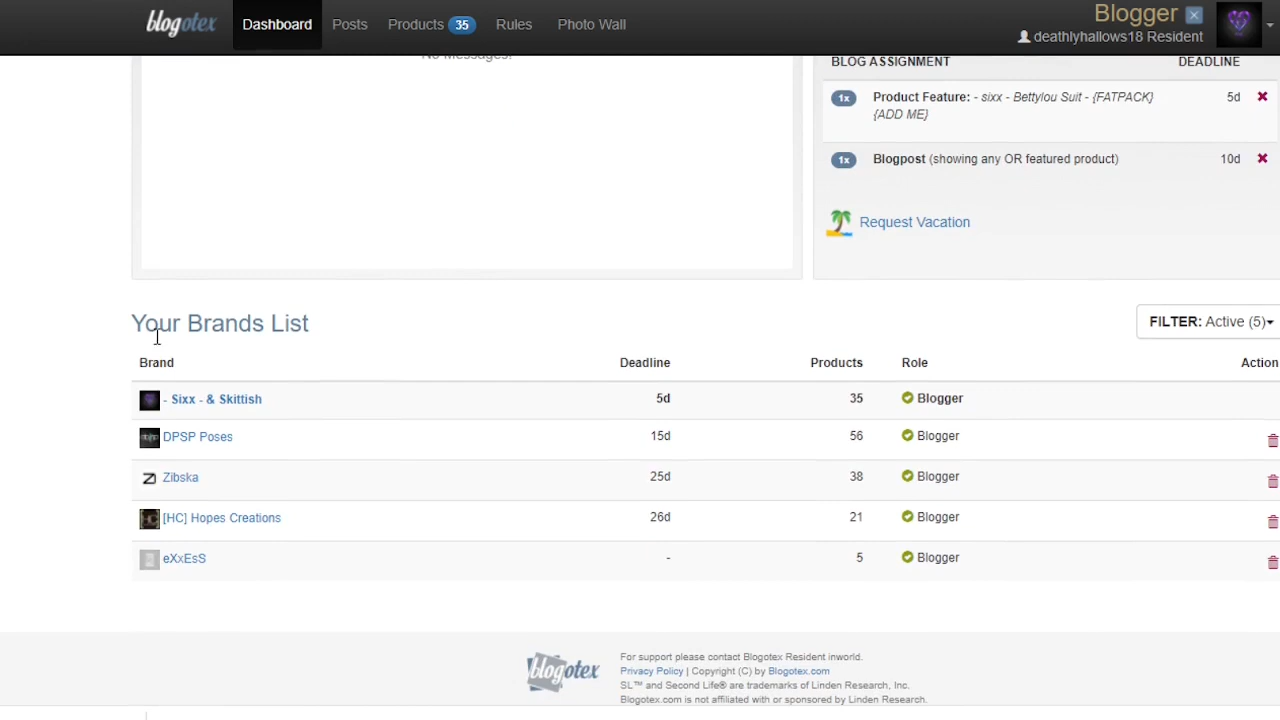 blogotex Dashboard Posts Products 35 Rules Photo Wall
Blogger
deathlyhallows18 Resident
No Messages!
BLOG ASSIGNMENT DEADLINE
1x Product Feature: - sixx - Bettylou Suit - {FATPACK} 5d
{ADD ME}
1x Blogpost (showing any OR featured product) 10d
Request Vacation
Your Brands List
FILTER: Active (5)
Brand Deadline Products Role Action
- Sixx - & Skittish 5d 35 Blogger
DPSP Poses 15d 56 Blogger
Zibska 25d 38 Blogger
[HC] Hopes Creations 26d 21 Blogger
eXxEsS - 5 Blogger
blogotex
For support please contact Blogotex Resident inworld.
Privacy Policy | Copyright (C) by Blogotex.com
SL™ and Second Life® are trademarks of Linden Research, Inc.
Blogotex.com is not affiliated with or sponsored by Linden Research.